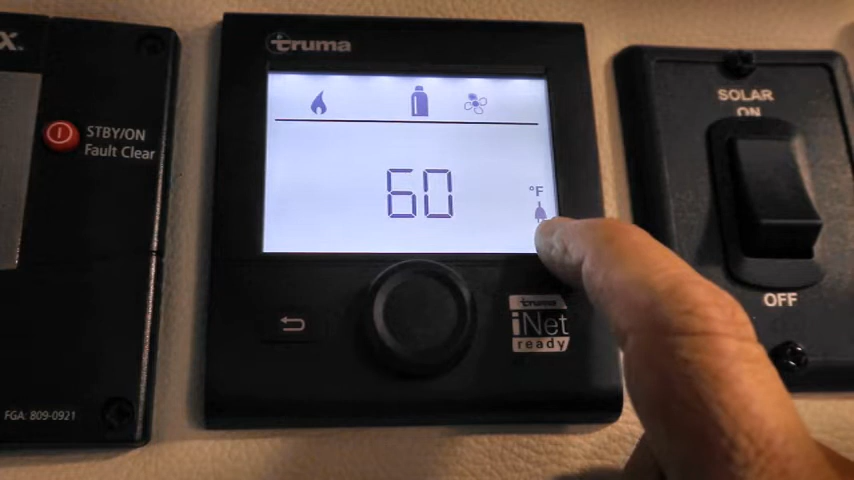 x.
STBY/ON
Fault Clear
FGA: 809-0921
truma
60
°F
truma
iNet
ready
SOLAR
ON
OFF